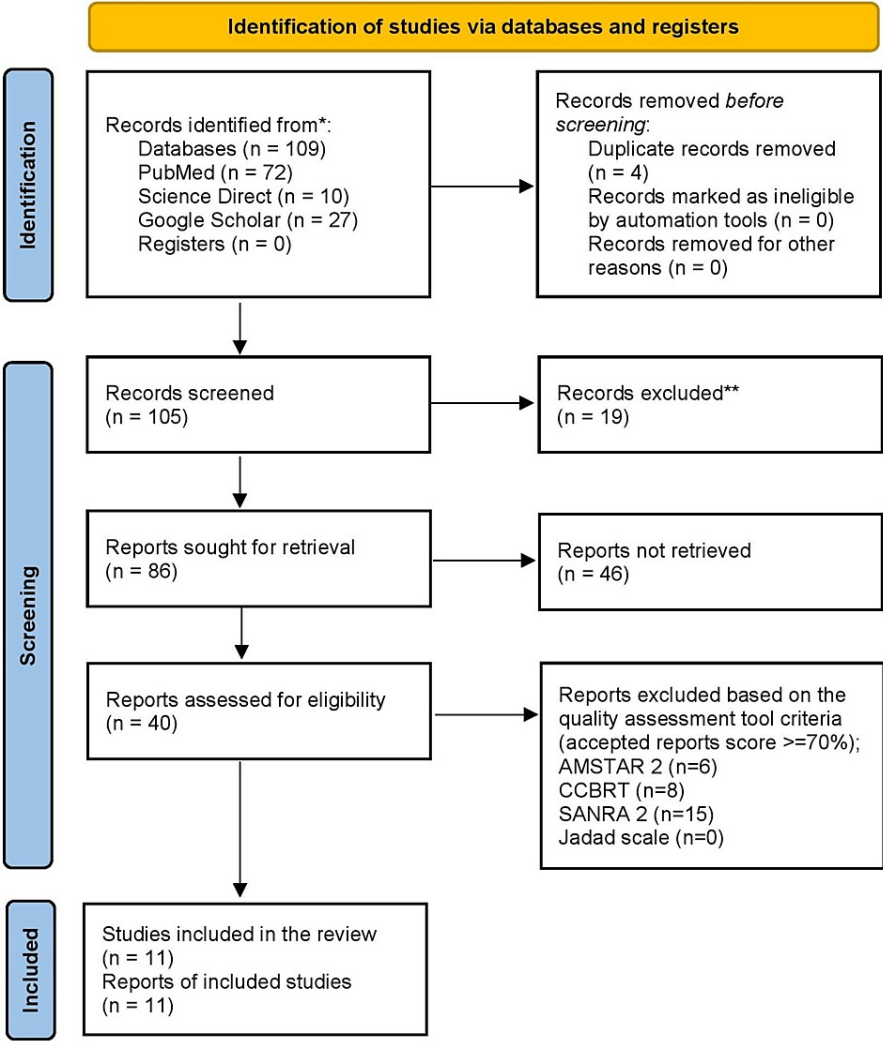 Identification of studies via databases and registers
Identification
Records identified from*:
Databases (n = 109)
PubMed (n = 72)
Science Direct (n = 10)
Google Scholar (n = 27)
Registers (n = 0)
Records removed before
screening:
Duplicate records removed
(n = 4)
Records marked as ineligible
by automation tools (n = 0)
Records removed for other
reasons (n = 0)
Screening
Records screened
(n = 105)
Records excluded**
(n = 19)
Reports sought for retrieval
(n = 86)
Reports not retrieved
(n = 46)
Reports assessed for eligibility
(n = 40)
Reports excluded based on the
quality assessment tool criteria
(accepted reports score >=70%);
AMSTAR 2 (n=6)
CCBRT (n=8)
SANRA 2 (n=15)
Jadad scale (n=0)
Included
Studies included in the review
(n = 11)
Reports of included studies
(n = 11)